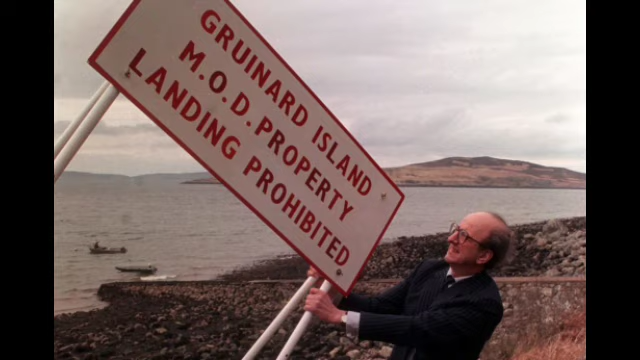 GRUINARD ISLAND
M.O.D. PROPERTY
LANDING PROHIBITED